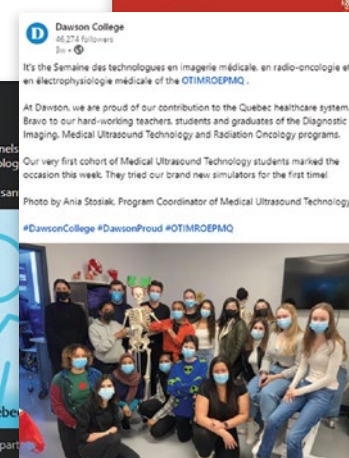 Dawson College
46,274 followers
It's the Semaine des technologues en imagerie médicale, en radio-oncologie et
en électrophysiologie médicale of the OTIMROEPMQ .
At Dawson, we are proud of our contribution to the Quebec healthcare system.
Bravo to our hard-working teachers, students and graduates of the Diagnostic
Imaging, Medical Ultrasound Technology and Radiation Oncology programs.
Our very first cohort of Medical Ultrasound Technology students marked the
occasion this week. They tried our brand new simulators for the first time!
Photo by Ania Stosiak, Program Coordinator of Medical Ultrasound Technology
#DawsonCollege #DawsonProud #OTIMROEPMQ